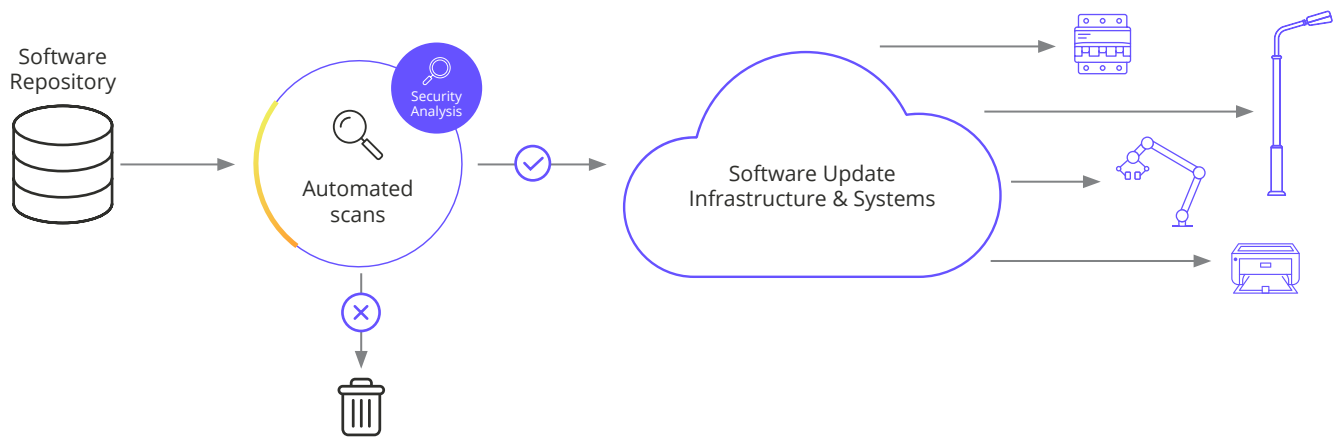 Software
Repository
Security
Analysis
Automated
scans
Software Update
Infrastructure & Systems